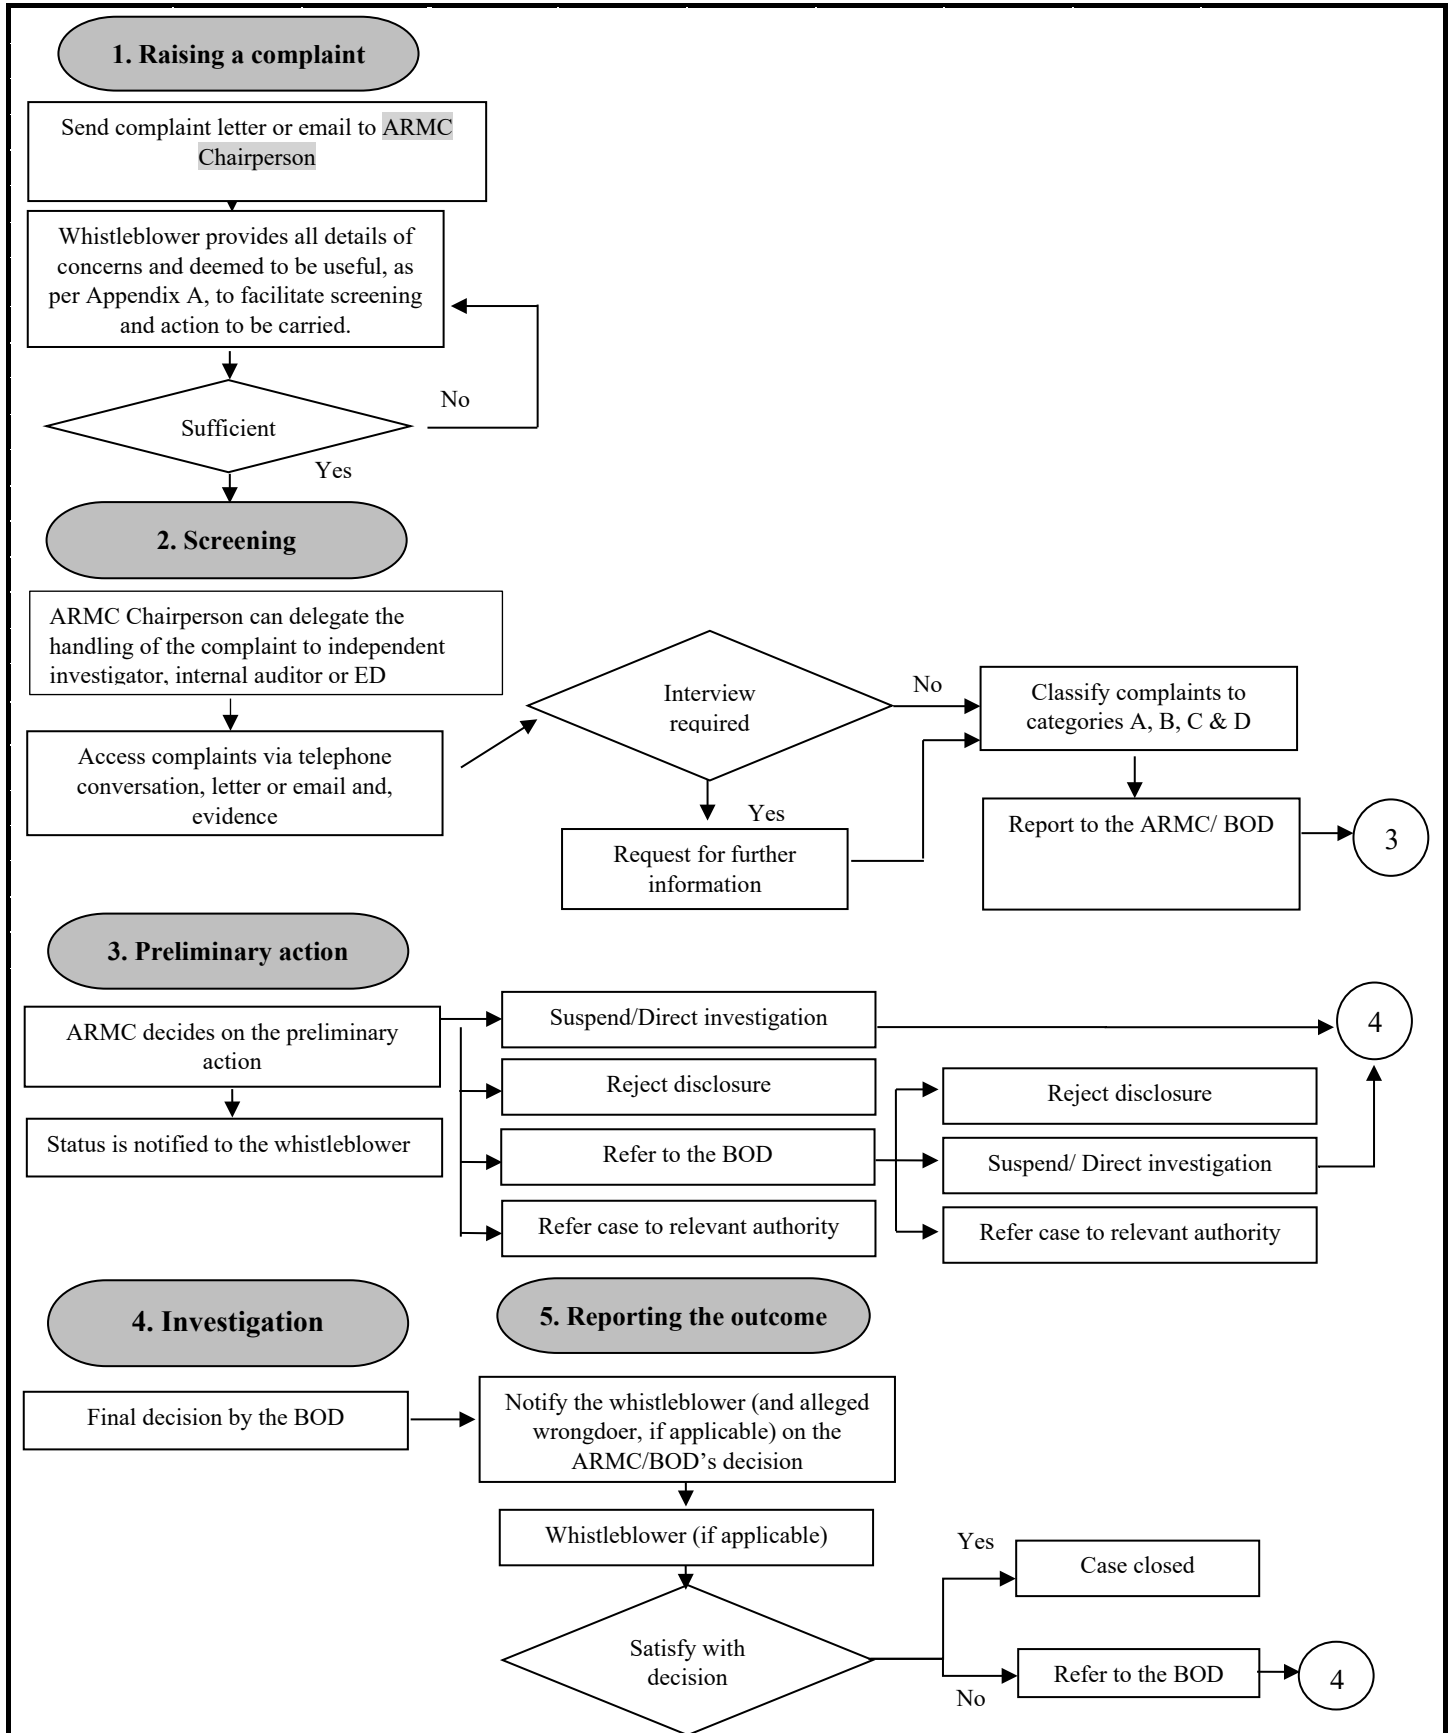 1. Raising a complaint
Send complaint letter or email to ARMC
Chairperson
Whistleblower provides all details of
concerns and deemed to be useful, as
per Appendix A, to facilitate screening
and action to be carried.
No
Sufficient
Yes
2. Screening
ARMC Chairperson can delegate the
handling of the complaint to independent
investigator, internal auditor or ED
Access complaints via telephone
conversation, letter or email and,
evidence
Interview
required
No
Yes
Request for further
information
Classify complaints to
categories A, B, C & D
Report to the ARMC/ BOD
3
3. Preliminary action
ARMC decides on the preliminary
action
Status is notified to the whistleblower
Suspend/Direct investigation
4
Reject disclosure
Refer to the BOD
Refer case to relevant authority
Reject disclosure
Suspend/ Direct investigation
Refer case to relevant authority
4. Investigation
Final decision by the BOD
5. Reporting the outcome
Notify the whistleblower (and alleged
wrongdoer, if applicable) on the
ARMC/BOD’s decision
Whistleblower (if applicable)
Satisfy with
decision
Yes
Case closed
No
Refer to the BOD
4